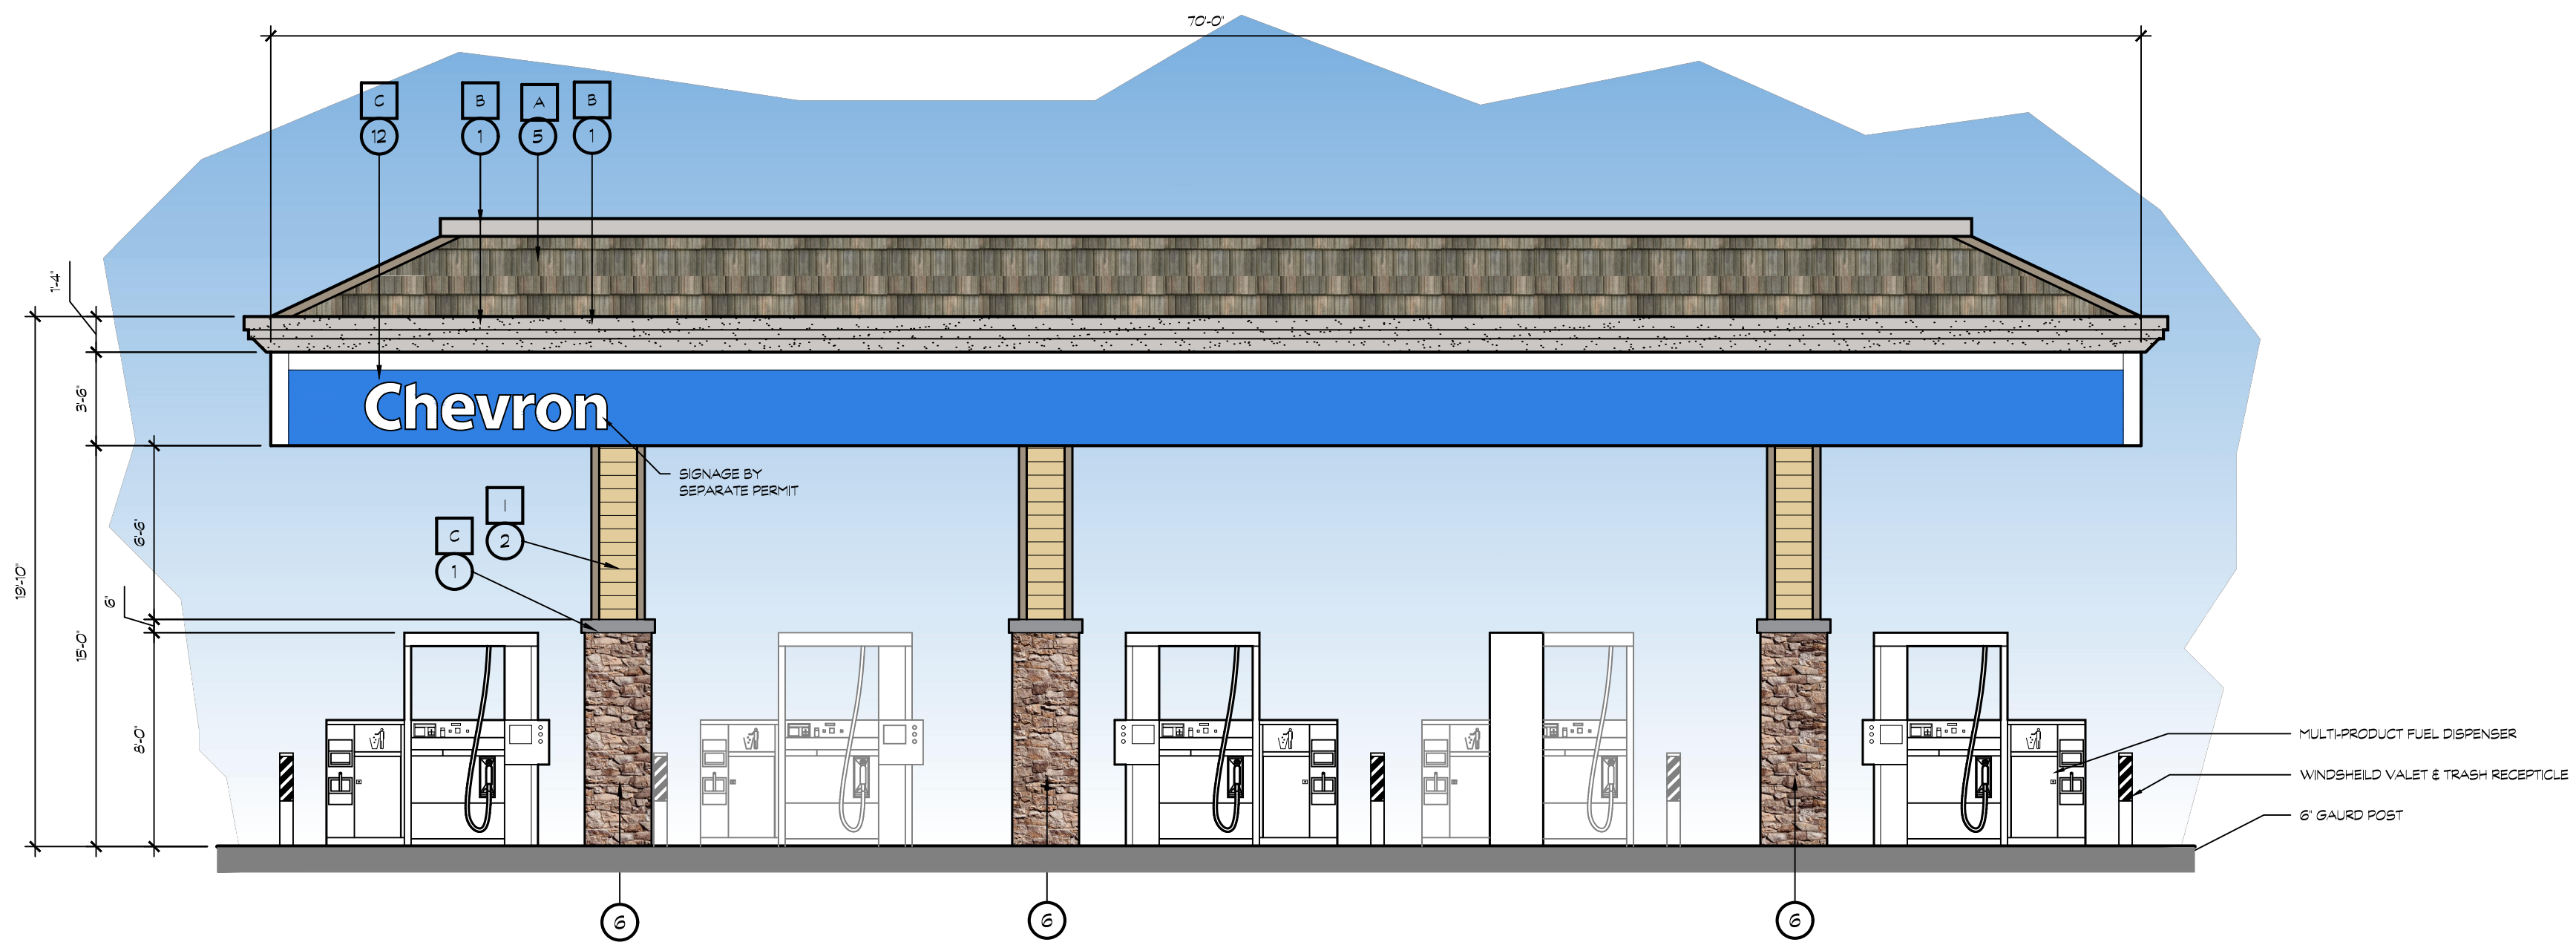 70'-0"
C
B
A
B
12
1
5
1
1'-4"
3'-6"
Chevron
SIGNAGE BY
SEPARATE PERMIT
6'-6"
I
2
C
1
19'-10"
6"
15'-0"
8'-0"
MULTI-PRODUCT FUEL DISPENSER
WINDSHEILD VALET & TRASH RECEPTICLE
6" GAURD POST
6
6
6